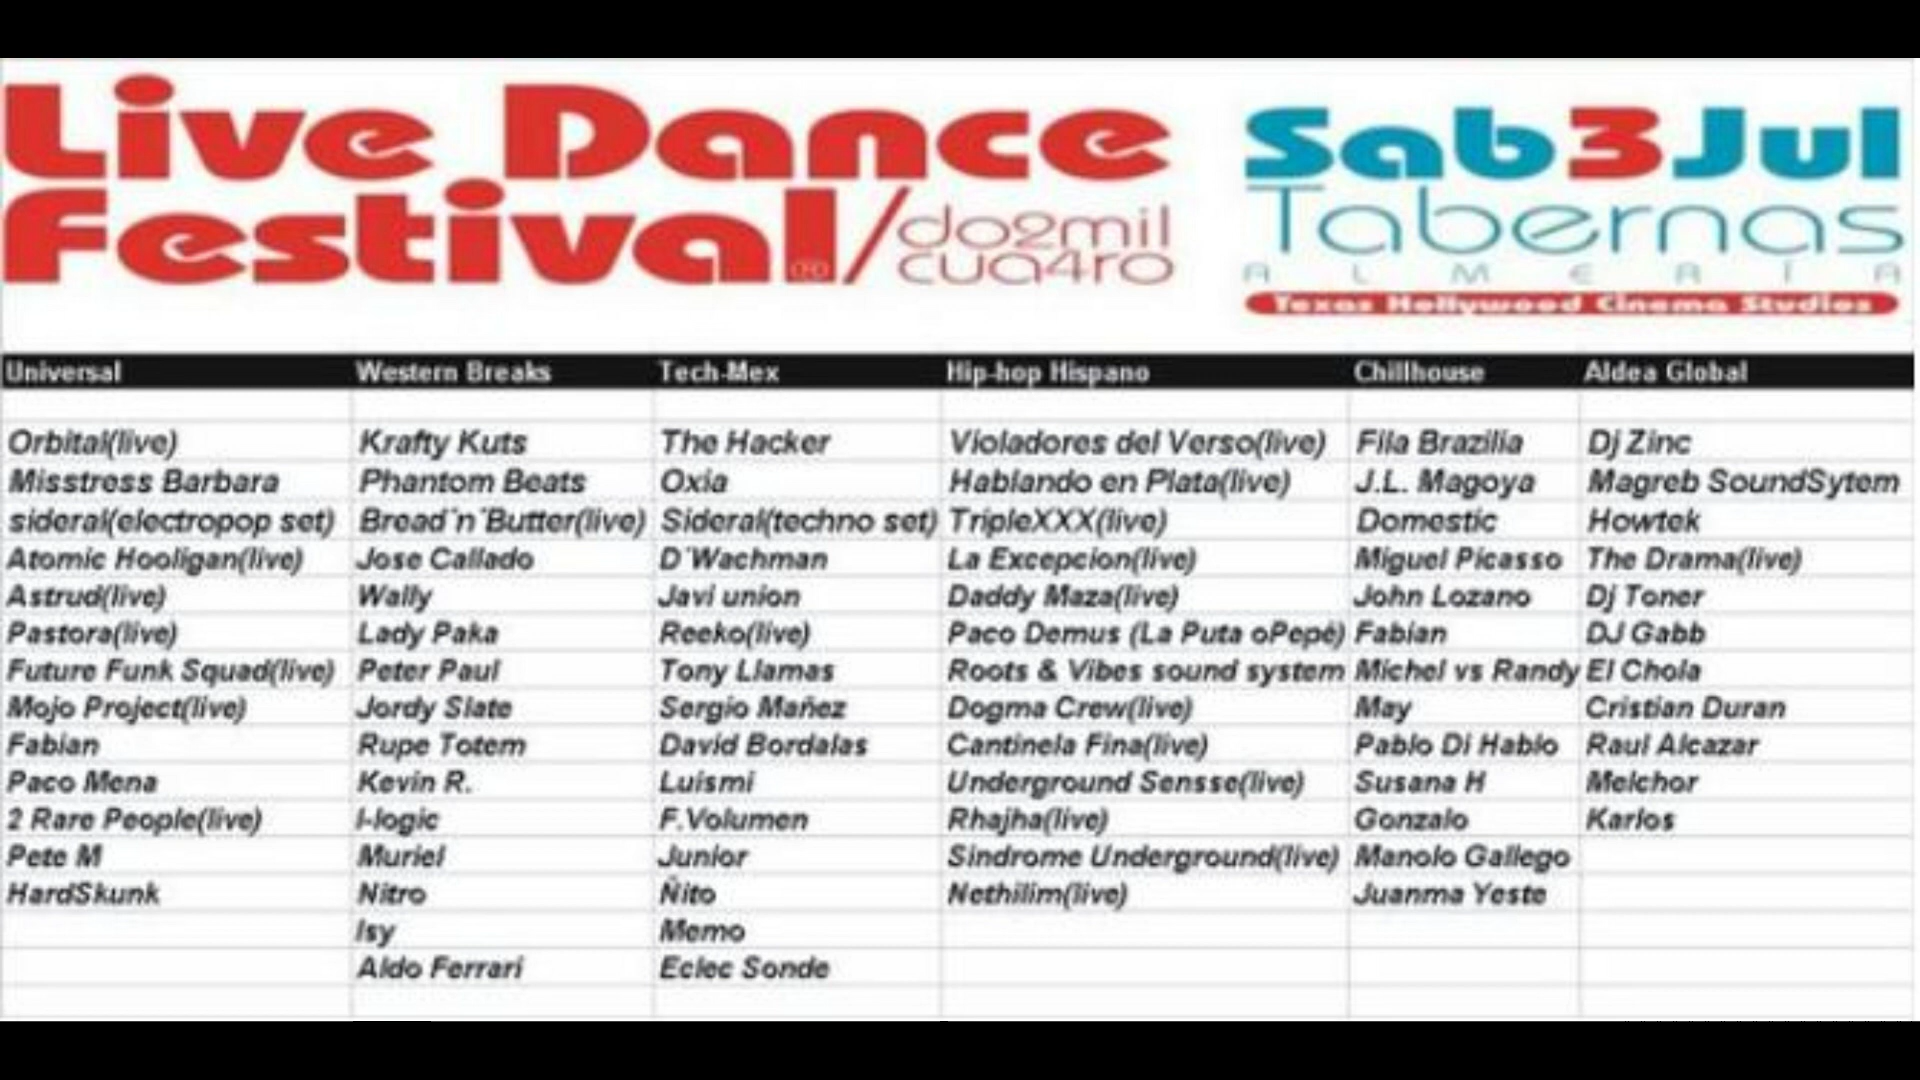 Live Dance
Festival/do2mil
cua4ro
Sab3Jul
Tabernas
ALMERÍA
Texas Hollywood Cinema Studios
Universal Western Breaks Tech-Mex Hip-hop Hispano Chillhouse Aldea Global
Orbital(live) Krafty Kuts The Hacker Violadores del Verso(live) Fila Brazilia Dj Zinc
Misstress Barbara Phantom Beats Oxia Hablando en Plata(live) J.L. Magoya Magreb SoundSytem
sideral(electropop set) Bread´n´Butter(live) Sideral(techno set) TripleXXX(live) Domestic Howtek
Atomic Hooligan(live) Jose Callado D´Wachman La Excepcion(live) Miguel Picasso The Drama(live)
Astrud(live) Wally Javi union Daddy Maza(live) John Lozano Dj Toner
Pastora(live) Lady Paka Reeko(live) Paco Demus (La Puta oPepé) Fabian DJ Gabb
Future Funk Squad(live) Peter Paul Tony Llamas Roots & Vibes sound system Michel vs Randy El Chola
Mojo Project(live) Jordy Slate Sergio Mañez Dogma Crew(live) May Cristian Duran
Fabian Rupe Totem David Bordalas Cantinela Fina(live) Pablo Di Hablo Raul Alcazar
Paco Mena Kevin R. Luismi Underground Sensse(live) Susana H Melchor
2 Rare People(live) I-logic F.Volumen Rhajha(live) Gonzalo Karlos
Pete M Muriel Junior Sindrome Underground(live) Manolo Gallego
HardSkunk Nitro Ñito Nethilim(live) Juanma Yeste
Isy Memo
Aldo Ferrari Eclec Sonde